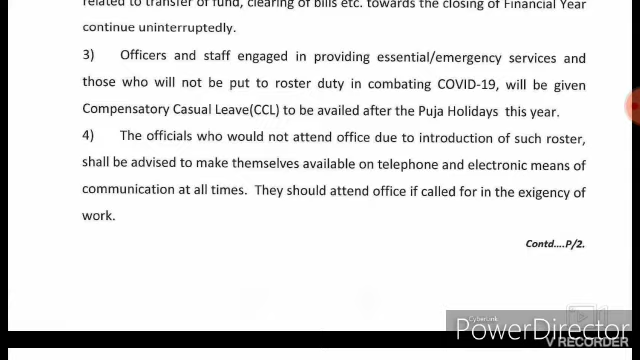 related to transfer of fund, clearing of bills etc. towards the closing of Financial Year
continue uninterruptedly.
3) Officers and staff engaged in providing essential/emergency services and
those who will not be put to roster duty in combating COVID-19, will be given
Compensatory Casual Leave(CCL) to be availed after the Puja Holidays this year.
4) The officials who would not attend office due to introduction of such roster,
shall be advised to make themselves available on telephone and electronic means of
communication at all times. They should attend office if called for in the exigency of
work.
Contd....P/2.
CyberLink
PowerDirector
V RECORDER